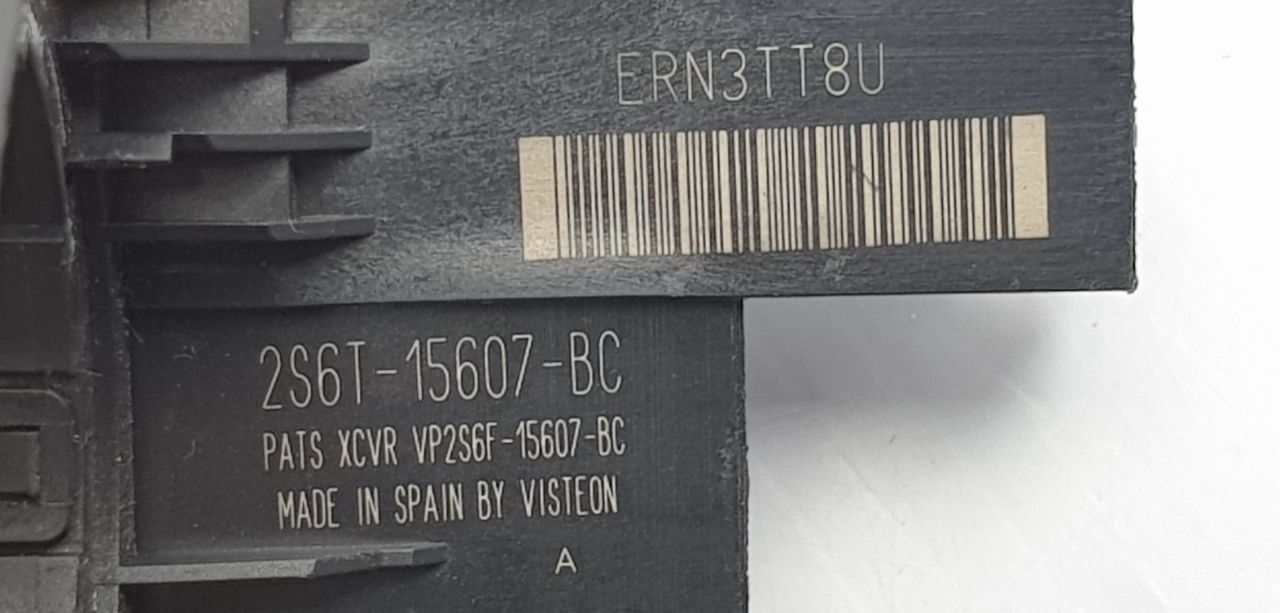 ERN3TT8U
2S6T-15607-BC
PATS XCVR VP2S6F-15607-BC
MADE IN SPAIN BY VISTEON
A